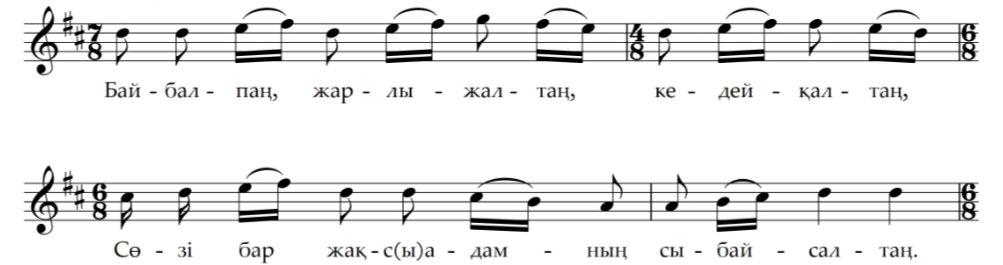 Бай - бал - паң, жар - лы - жал - таң, ке - дей - қал - таң,
Сө - зі бар жақ - с(ы)а - дам - ның сы - бай - сал - таң.